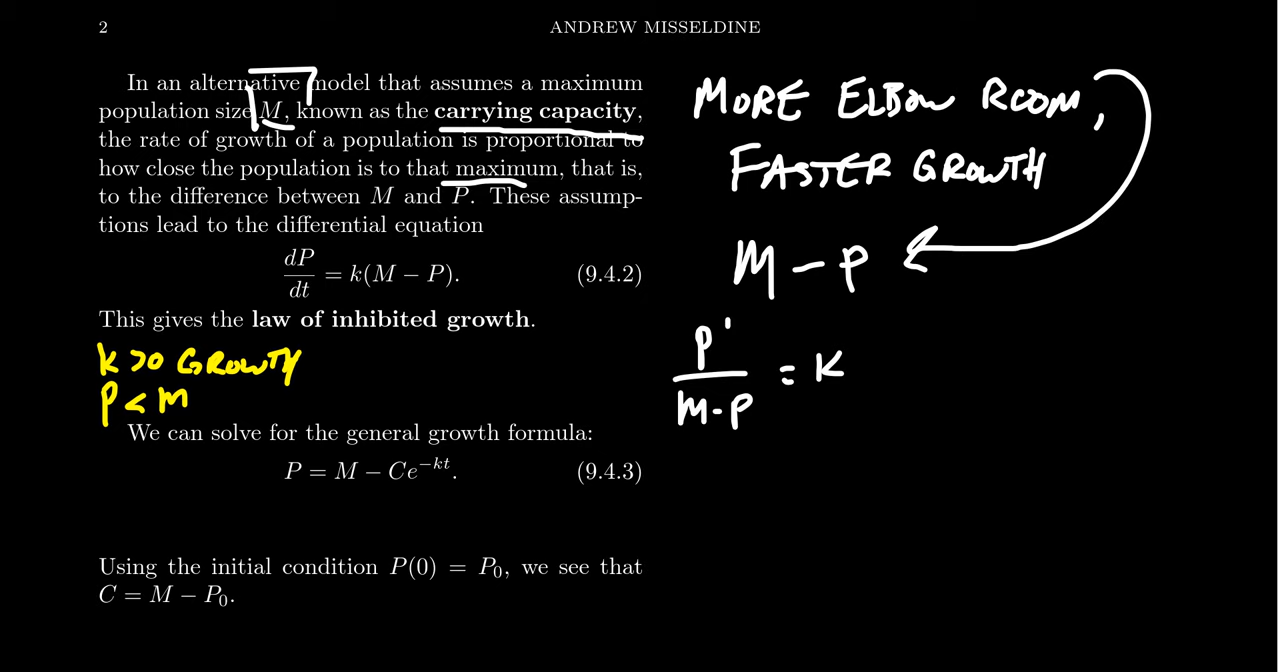 2
ANDREW MISSELDINE
In an alternative model that assumes a maximum
population size M, known as the carrying capacity,
the rate of growth of a population is proportional to
how close the population is to that maximum, that is,
to the difference between M and P. These assump-
tions lead to the differential equation
dP/dt = k(M − P). (9.4.2)
This gives the law of inhibited growth.
k >0 GROWTH
P < M
We can solve for the general growth formula:
P = M − Ce^{−kt}. (9.4.3)
Using the initial condition P(0) = P₀, we see that
C = M − P₀.
MORE ELBOW ROOM,
FASTER GROWTH
M − P
P'/(M-P) = K